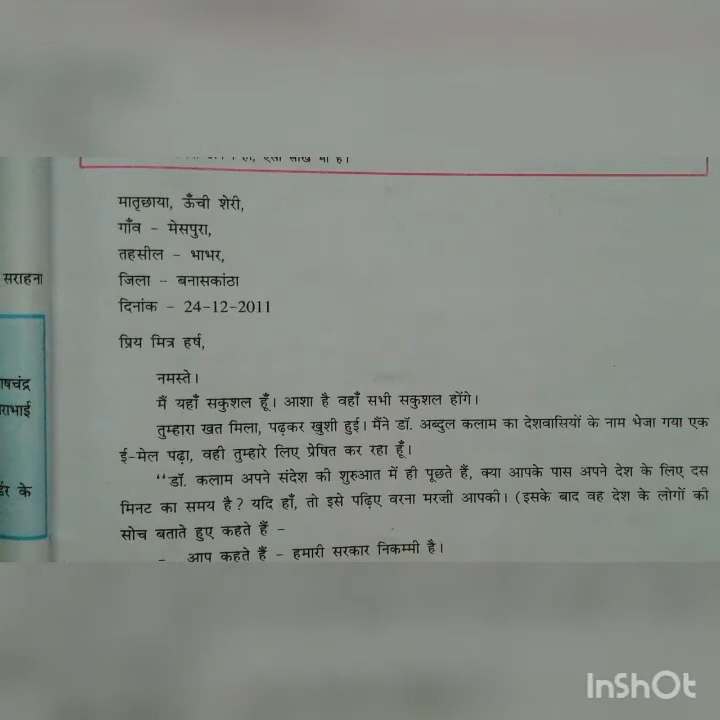 सराहना
ाषचंद्र
राभाई
र्डर के
ऐसी सीख भी है।
मातृछाया, ऊँची शेरी,
गाँव – मेसपुरा,
तहसील – भाभर,
जिला – बनासकांठा
दिनांक – 24-12-2011
प्रिय मित्र हर्ष,
नमस्ते।
मैं यहाँ सकुशल हूँ। आशा है वहाँ सभी सकुशल होंगे।
तुम्हारा खत मिला, पढ़कर खुशी हुई। मैंने डॉ. अब्दुल कलाम का देशवासियों के नाम भेजा गया एक
ई-मेल पढ़ा, वही तुम्हारे लिए प्रेषित कर रहा हूँ।
“डॉ. कलाम अपने संदेश की शुरुआत में ही पूछते हैं, क्या आपके पास अपने देश के लिए दस
मिनट का समय है? यदि हाँ, तो इसे पढ़िए वरना मरजी आपकी। (इसके बाद वह देश के लोगों की
सोच बताते हुए कहते हैं –
– आप कहते हैं – हमारी सरकार निकम्मी है।
InShOt